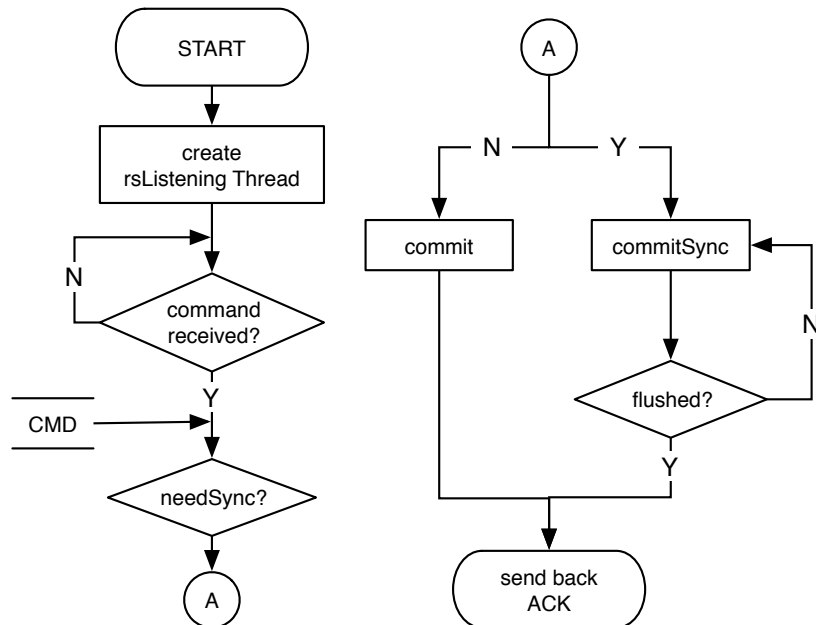 START
create
rsListening Thread
N
command
received?
Y
CMD
needSync?
A
A
N
Y
commit
commitSync
N
flushed?
Y
send back
ACK